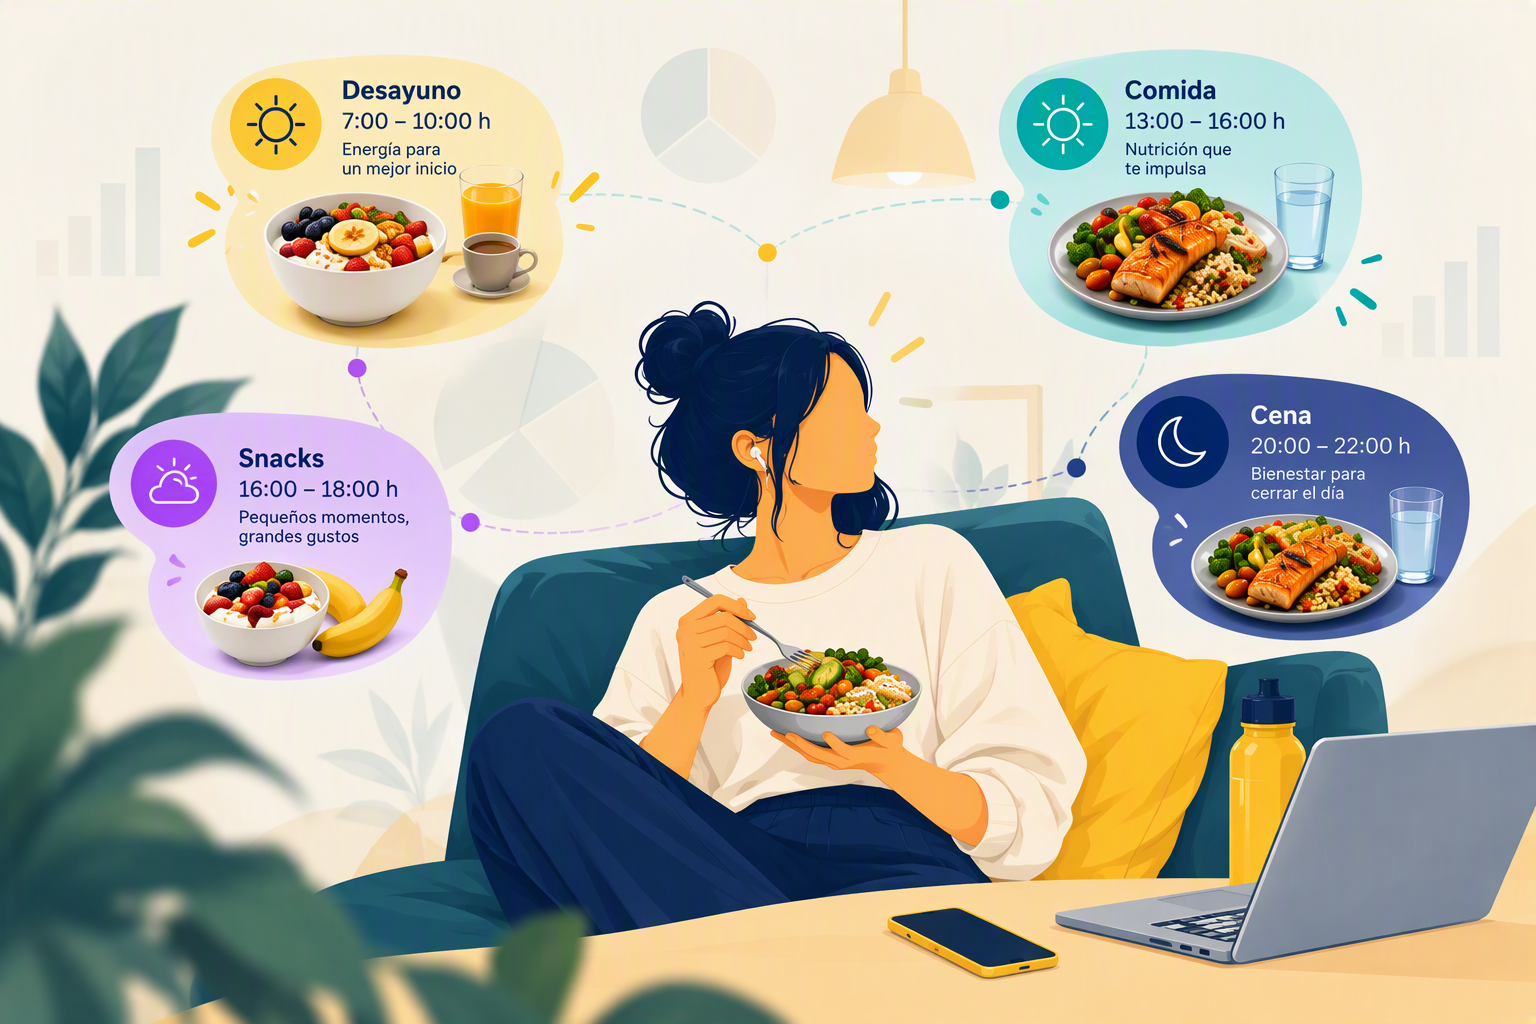 Desayuno
7:00 – 10:00 h
Energía para
un mejor inicio
Comida
13:00 – 16:00 h
Nutrición que
te impulsa
Snacks
16:00 – 18:00 h
Pequeños momentos,
grandes gustos
Cena
20:00 – 22:00 h
Bienestar para
cerrar el día